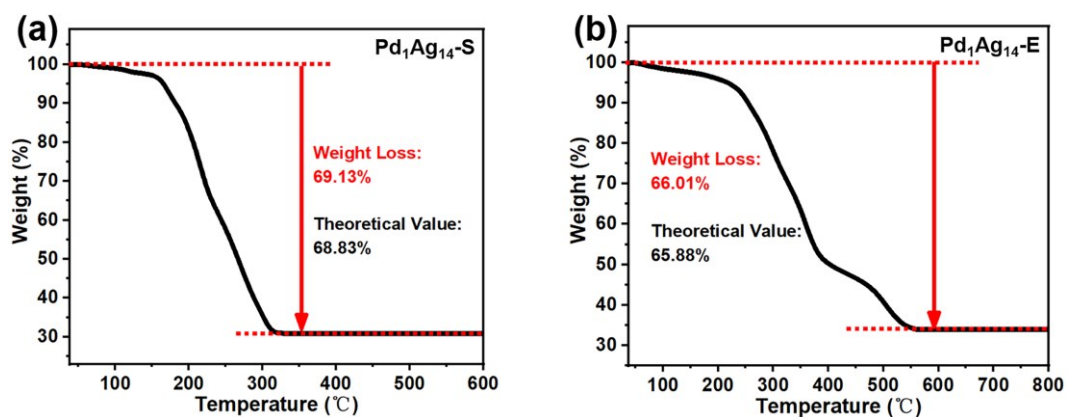 (a)
Pd₁Ag₁₄-S
100
90
80
70
60
50
40
30
Weight (%)
Weight Loss:
69.13%
Theoretical Value:
68.83%
100 200 300 400 500 600
Temperature (℃)
(b)
Pd₁Ag₁₄-E
100
90
80
70
60
50
40
30
Weight (%)
Weight Loss:
66.01%
Theoretical Value:
65.88%
100 200 300 400 500 600 700 800
Temperature (℃)